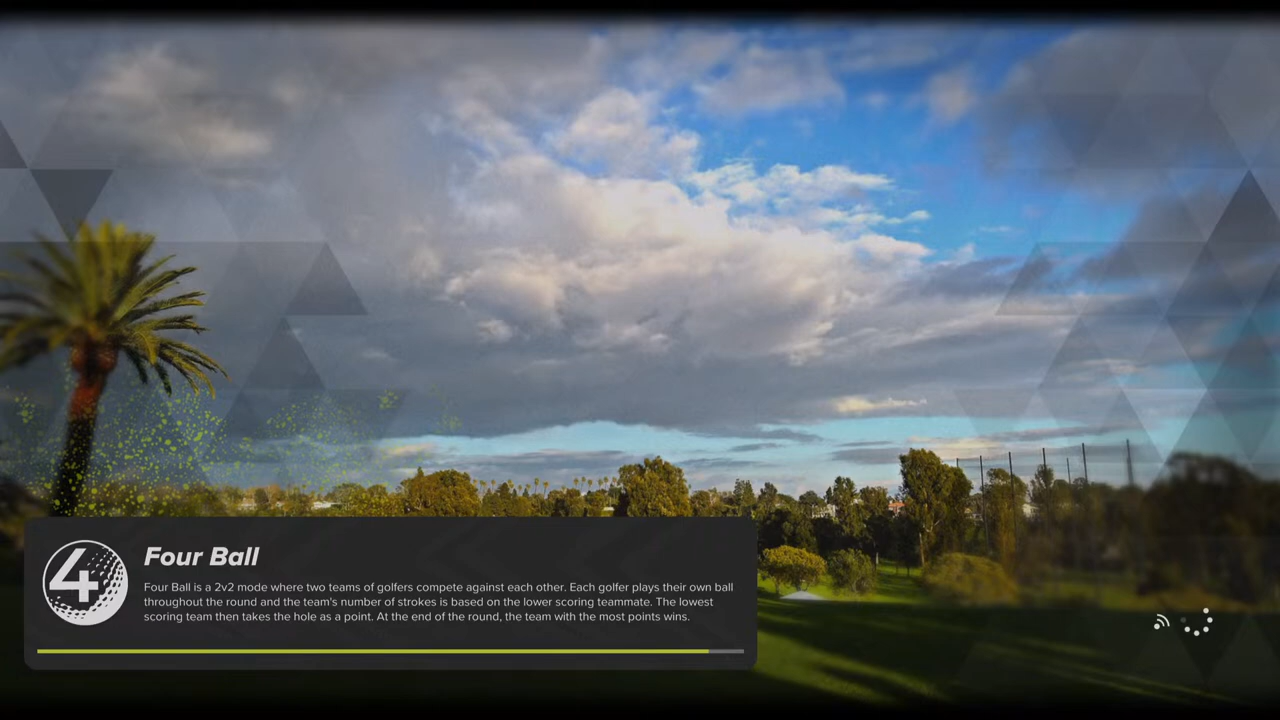 4
Four Ball
Four Ball is a 2v2 mode where two teams of golfers compete against each other. Each golfer plays their own ball
throughout the round and the team's number of strokes is based on the lower scoring teammate. The lowest
scoring team then takes the hole as a point. At the end of the round, the team with the most points wins.